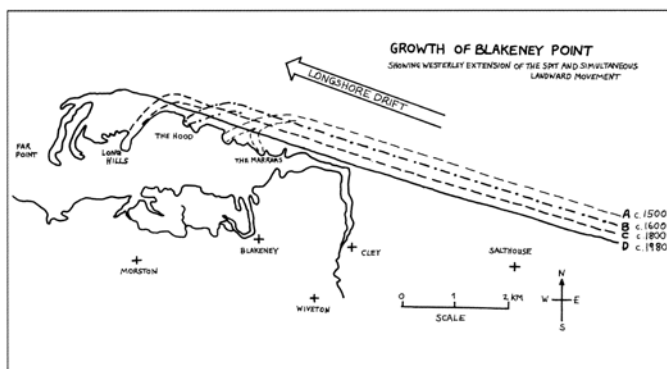 GROWTH OF BLAKENEY POINT
SHOWING WESTERLEY EXTENSION OF THE SPIT AND SIMULTANEOUS
LANDWARD MOVEMENT
LONGSHORE DRIFT
FAR
POINT
LONG
HILLS
THE HOOD
THE MARRAMS
A c.1500
B c.1600
C c.1800
D c.1980
BLAKENEY
CLEY
SALTHOUSE
MORSTON
WIVETON
0 1 2 KM
SCALE
N
W E
S